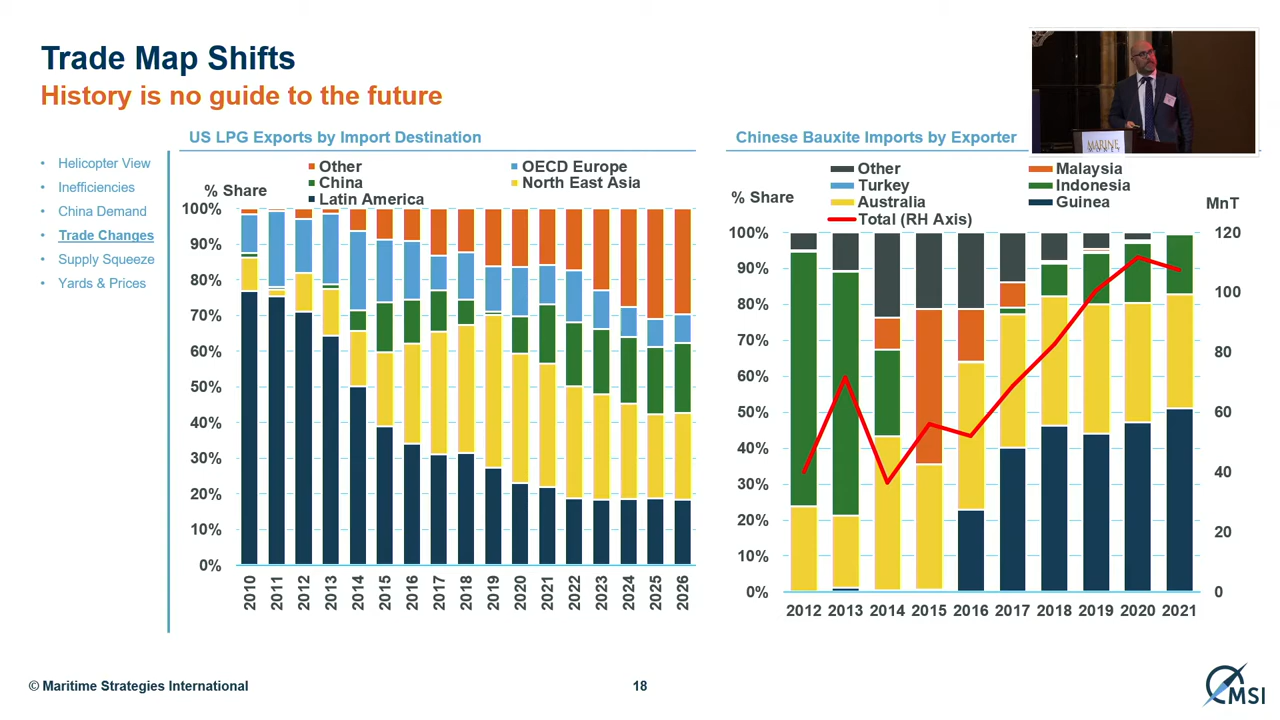 Trade Map Shifts
History is no guide to the future
• Helicopter View
• Inefficiencies
• China Demand
• Trade Changes
• Supply Squeeze
• Yards & Prices
US LPG Exports by Import Destination
% Share
Other OECD Europe
China North East Asia
Latin America
100%
90%
80%
70%
60%
50%
40%
30%
20%
10%
0%
2010 2011 2012 2013 2014 2015 2016 2017 2018 2019 2020 2021 2022 2023 2024 2025 2026
Chinese Bauxite Imports by Exporter
% Share
MnT
Other Malaysia
Turkey Indonesia
Australia Guinea
Total (RH Axis)
100%
90%
80%
70%
60%
50%
40%
30%
20%
10%
0%
120
100
80
60
40
20
0
2012 2013 2014 2015 2016 2017 2018 2019 2020 2021
MARINE
© Maritime Strategies International
18
MSI